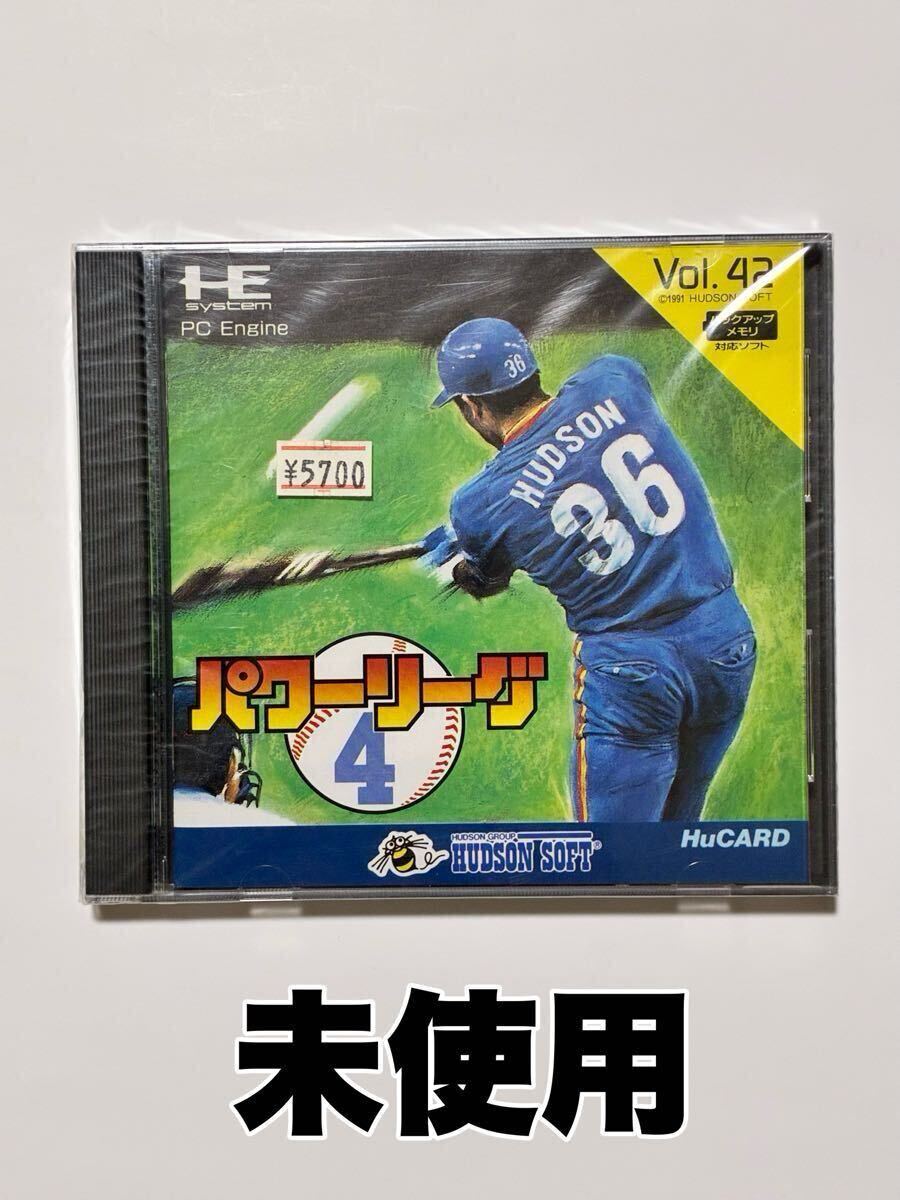 HE
system
PC Engine
Vol. 42
©1991 HUDSON SOFT
バックアップ
メモリ
対応ソフト
36
HUDSON
36
¥5700
パワーリーグ
4
HUDSON GROUP
HUDSON SOFT®
HuCARD
未使用